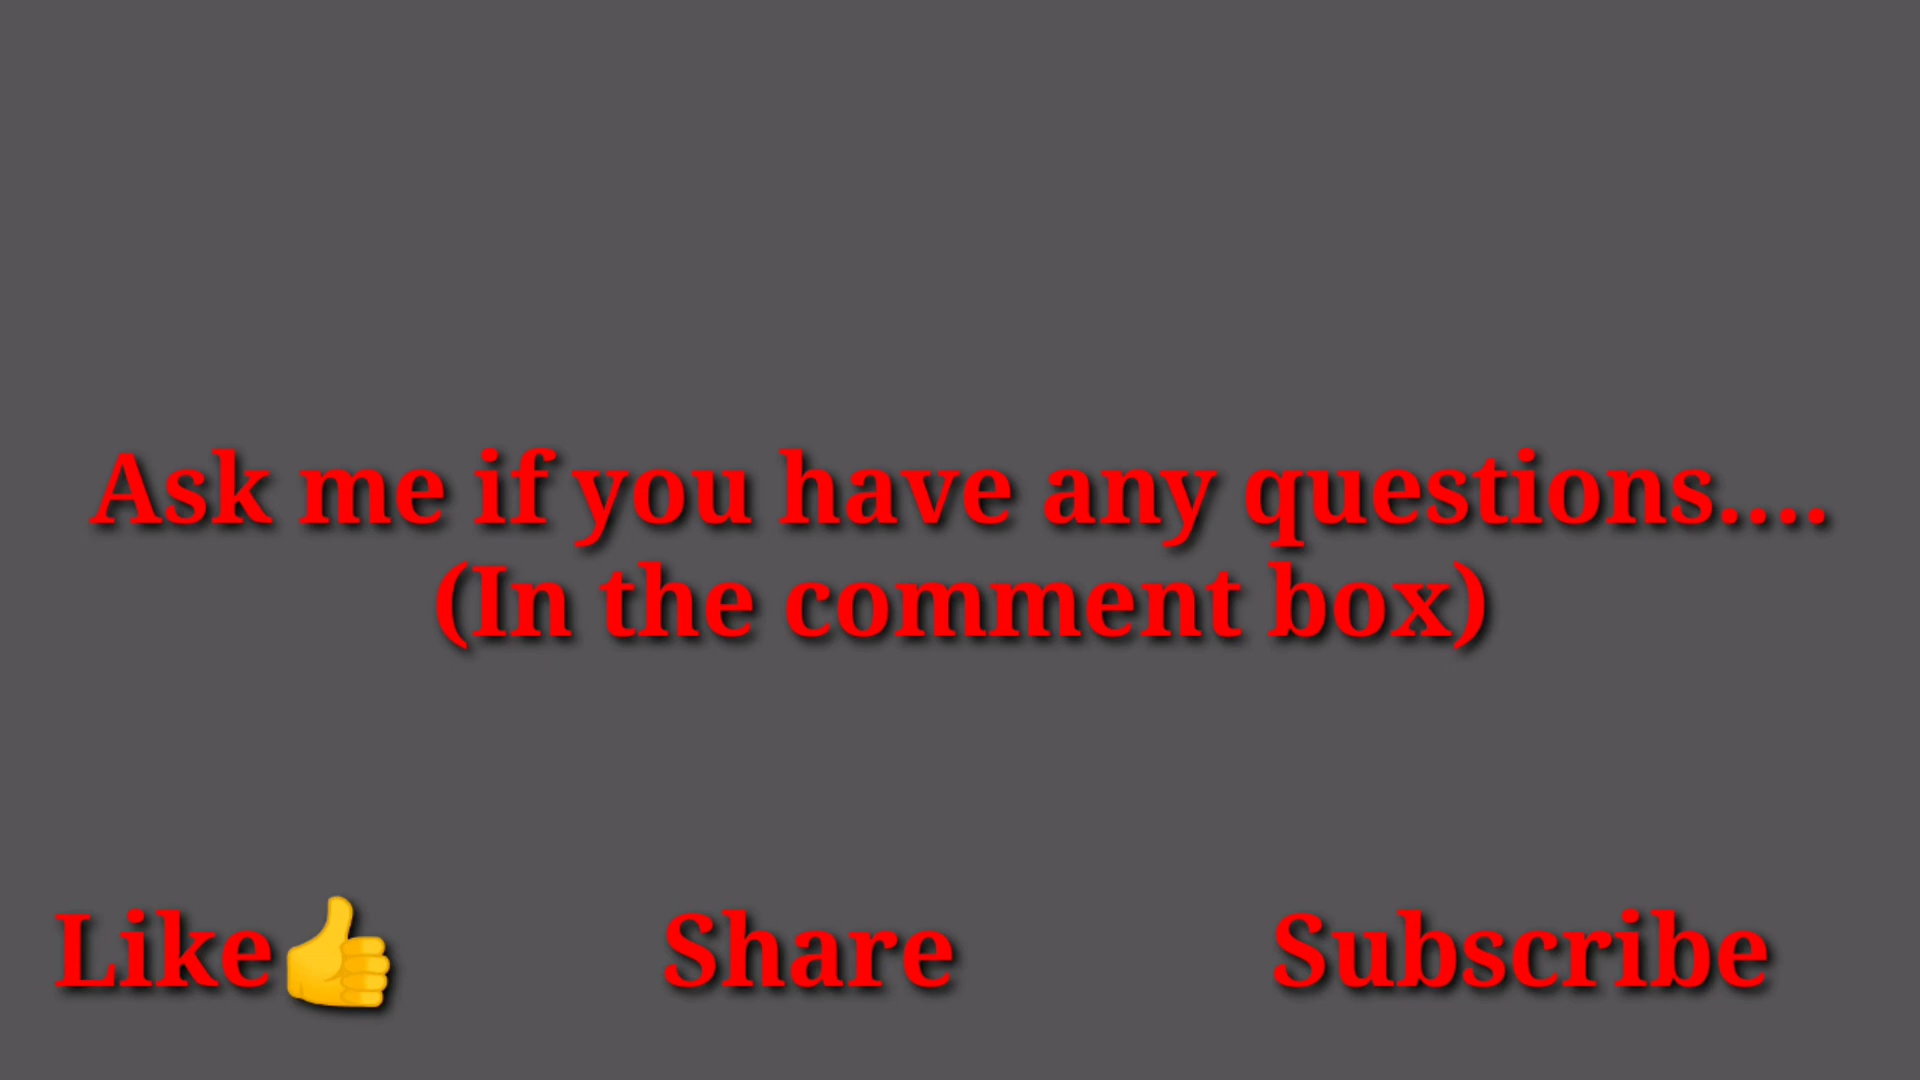 Ask me if you have any questions....
(In the comment box)
Like👍 Share Subscribe